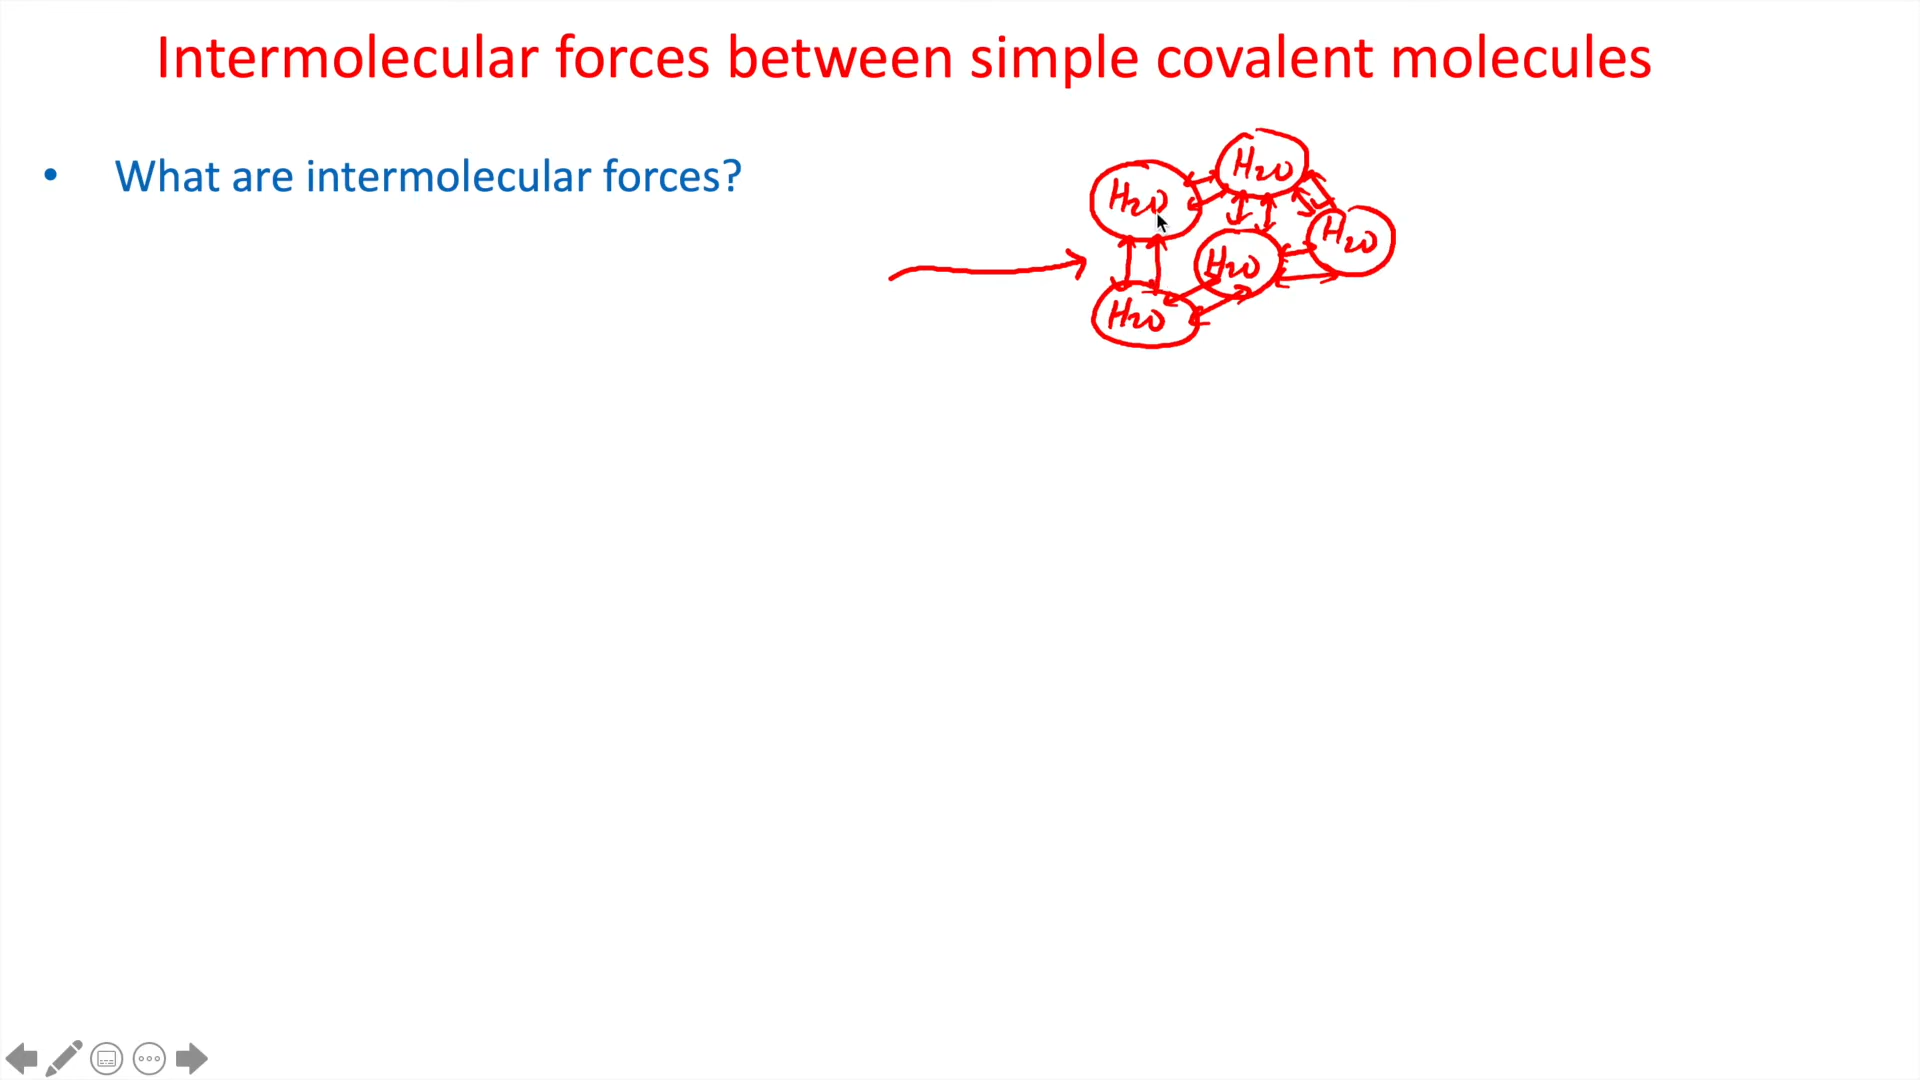 Intermolecular forces between simple covalent molecules
• What are intermolecular forces?
H2O
H2O
H2O
H2O
H2O